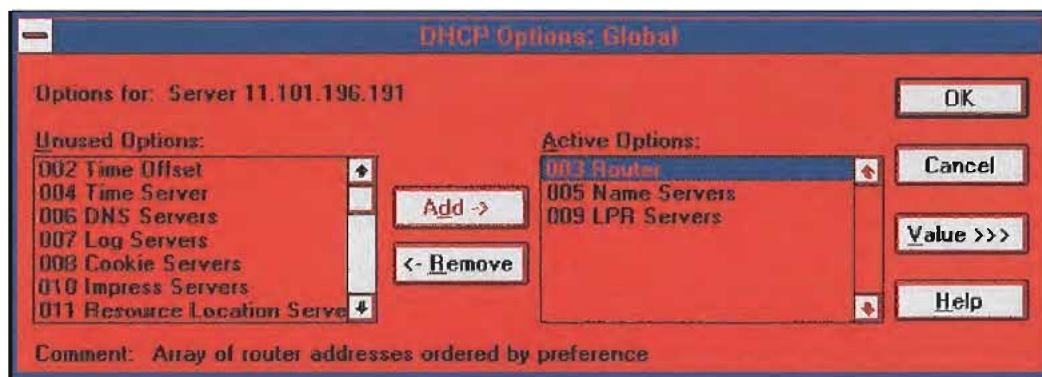 DHCP Options: Global
Options for: Server 11.101.196.191
OK
Unused Options:
Active Options:
002 Time Offset
004 Time Server
006 DNS Servers
007 Log Servers
008 Cookie Servers
010 Impress Servers
011 Resource Location Serve
Add ->
<- Remove
003 Router
005 Name Servers
009 LPR Servers
Cancel
Value >>>
Help
Comment: Array of router addresses ordered by preference